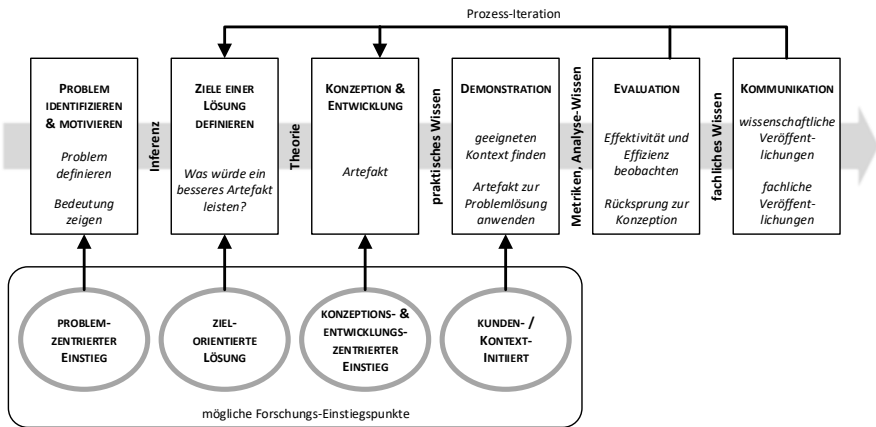 Prozess-Iteration
PROBLEM
IDENTIFIZIEREN
& MOTIVIEREN
Problem
definieren
Bedeutung
zeigen
Inferenz
ZIELE EINER
LÖSUNG
DEFINIEREN
Was würde ein
besseres Artefakt
leisten?
Theorie
KONZEPTION &
ENTWICKLUNG
Artefakt
praktisches Wissen
DEMONSTRATION
geeigneten
Kontext finden
Artefakt zur
Problemlösung
anwenden
Metriken, Analyse-Wissen
EVALUATION
Effektivität und
Effizienz
beobachten
Rücksprung zur
Konzeption
fachliches Wissen
KOMMUNIKATION
wissenschaftliche
Veröffent-
lichungen
fachliche
Veröffent-
lichungen
PROBLEM-
ZENTRIERTER
EINSTIEG
ZIEL-
ORIENTIERTE
LÖSUNG
KONZEPTIONS- &
ENTWICKLUNGS-
ZENTRIERTER
EINSTIEG
KUNDEN- /
KONTEXT-
INITIIERT
mögliche Forschungs-Einstiegspunkte